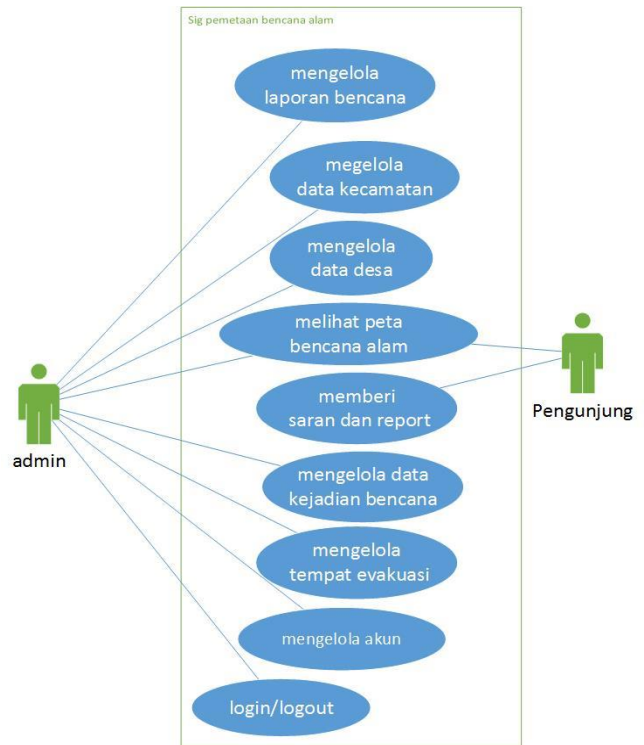 Sig pemetaan bencana alam
mengelola
laporan bencana
megelola
data kecamatan
mengelola
data desa
melihat peta
bencana alam
memberi
saran dan report
Pengunjung
admin
mengelola data
kejadian bencana
mengelola
tempat evakuasi
mengelola akun
login/logout